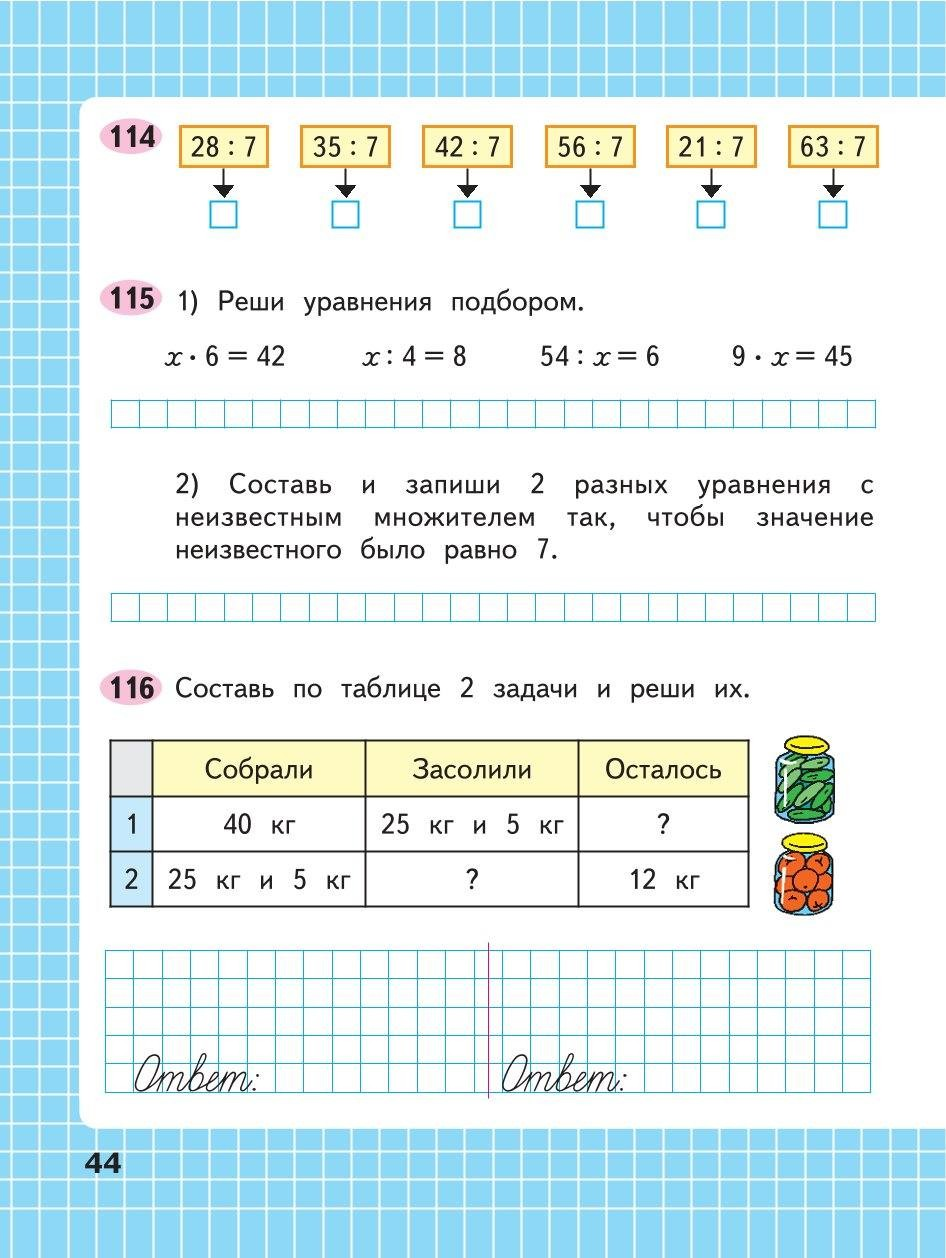 114 28 : 7 35 : 7 42 : 7 56 : 7 21 : 7 63 : 7
115 1) Реши уравнения подбором.
x · 6 = 42 x : 4 = 8 54 : x = 6 9 · x = 45
2) Составь и запиши 2 разных уравнения с
неизвестным множителем так, чтобы значение
неизвестного было равно 7.
116 Составь по таблице 2 задачи и реши их.
Собрали Засолили Осталось
1 40 кг 25 кг и 5 кг ?
2 25 кг и 5 кг ? 12 кг
Ответ: Ответ:
44